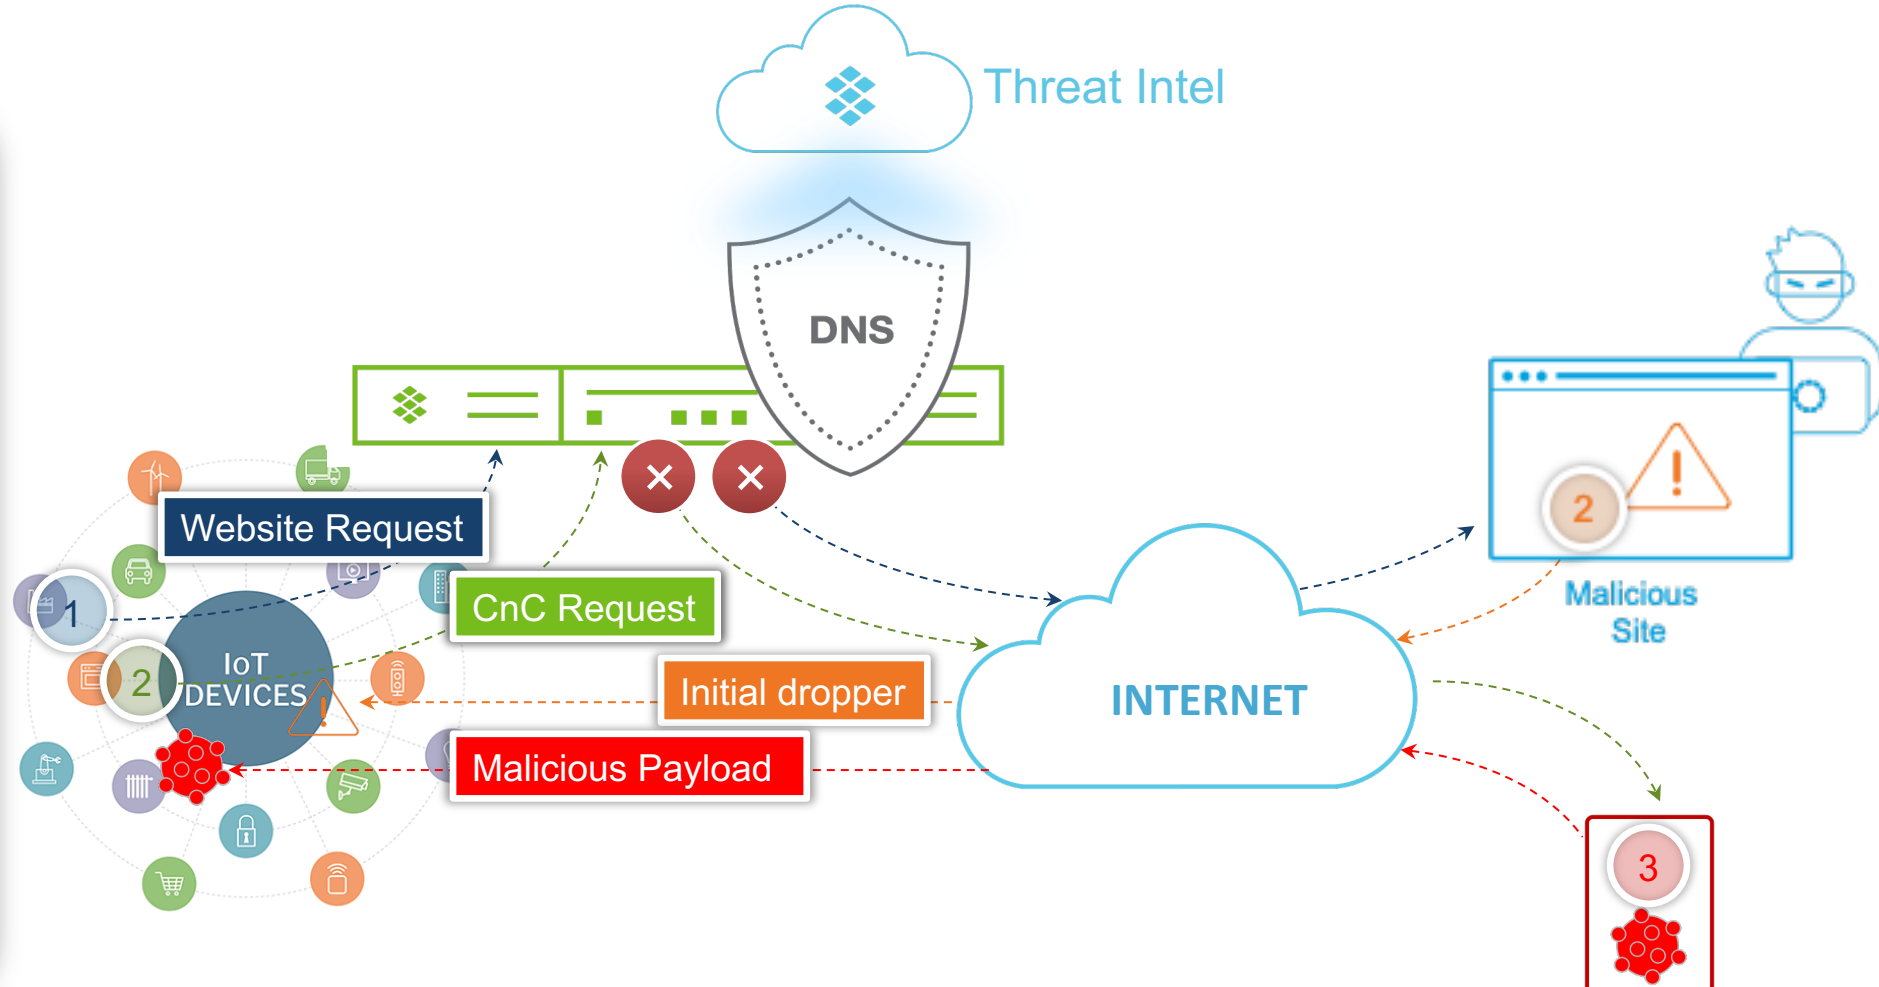 Threat Intel
DNS
Website Request
1
CnC Request
2
IoT
DEVICES
Initial dropper
Malicious Payload
INTERNET
2
Malicious
Site
3